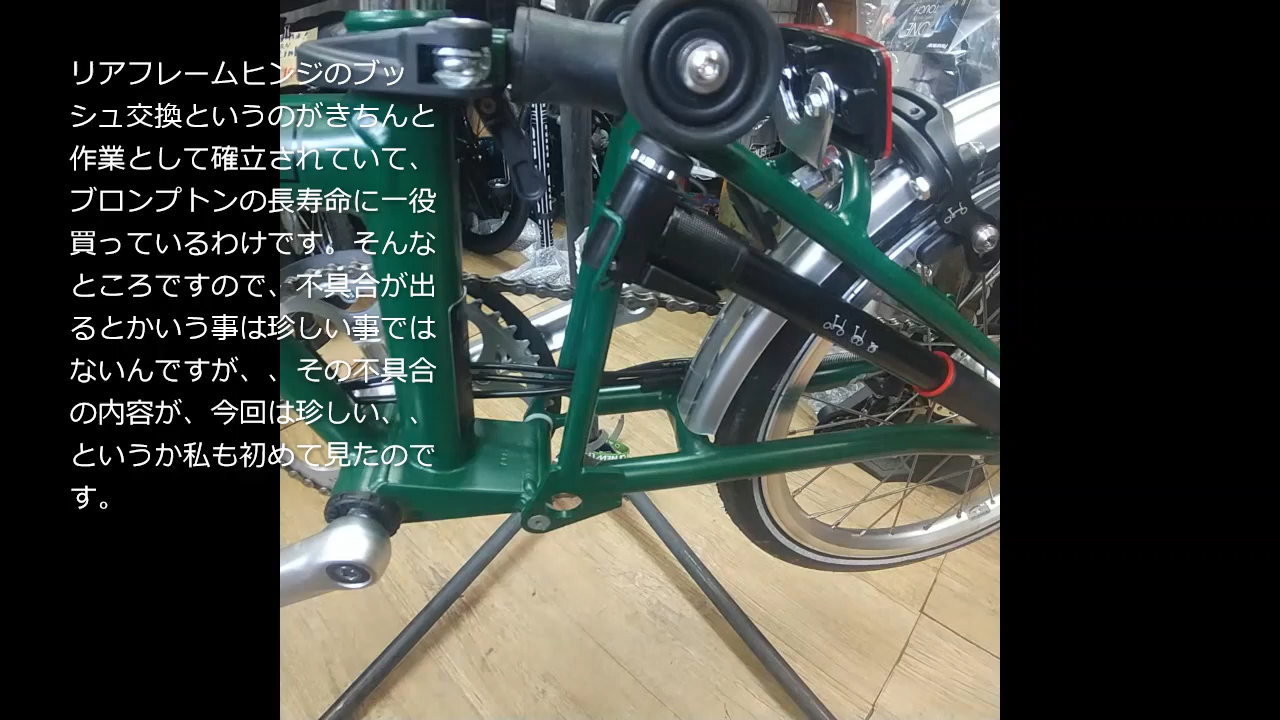 リアフレームヒンジのブッ
シュ交換というのがきちんと
作業として確立されていて、
ブロンプトンの長寿命に一役
買っているわけです。そんな
ところですので、不具合が出
るとかいう事は珍しい事では
ないんですが、、その不具合
の内容が、今回は珍しい、、
というか私も初めて見たので
す。